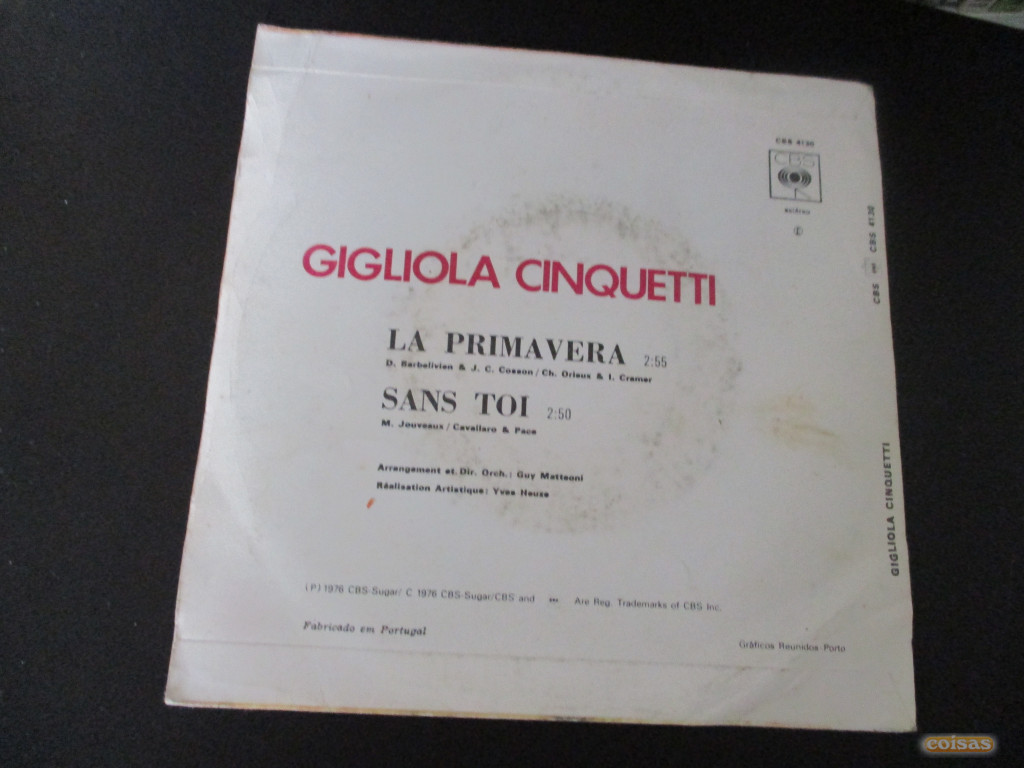 CBS 4130
CBS
CBS CBS 4130
GIGLIOLA CINQUETTI
LA PRIMAVERA 2:55
D. Barbelivien & J. C. Cosson / Ch. Orieux & I. Cramer
SANS TOI 2:50
M. Jouveaux / Cavallaro & Pace
Arrangement et. Dir. Orch.: Guy Matteoni
Réalisation Artistique: Yves Heuze
GIGLIOLA CINQUETTI
(P) 1976 CBS-Sugar/ C 1976 CBS-Sugar/CBS and Are Reg. Trademarks of CBS Inc.
Fabricado em Portugal
Gráficos Reunidos-Porto
coisas